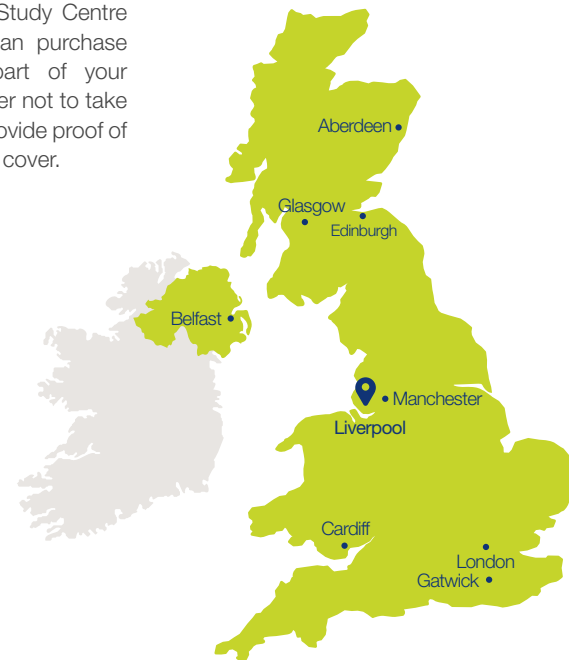 Study Centre
an purchase
part of your
er not to take
ovide proof of
cover.
Aberdeen
Glasgow
Edinburgh
Belfast
Manchester
Liverpool
Cardiff
London
Gatwick